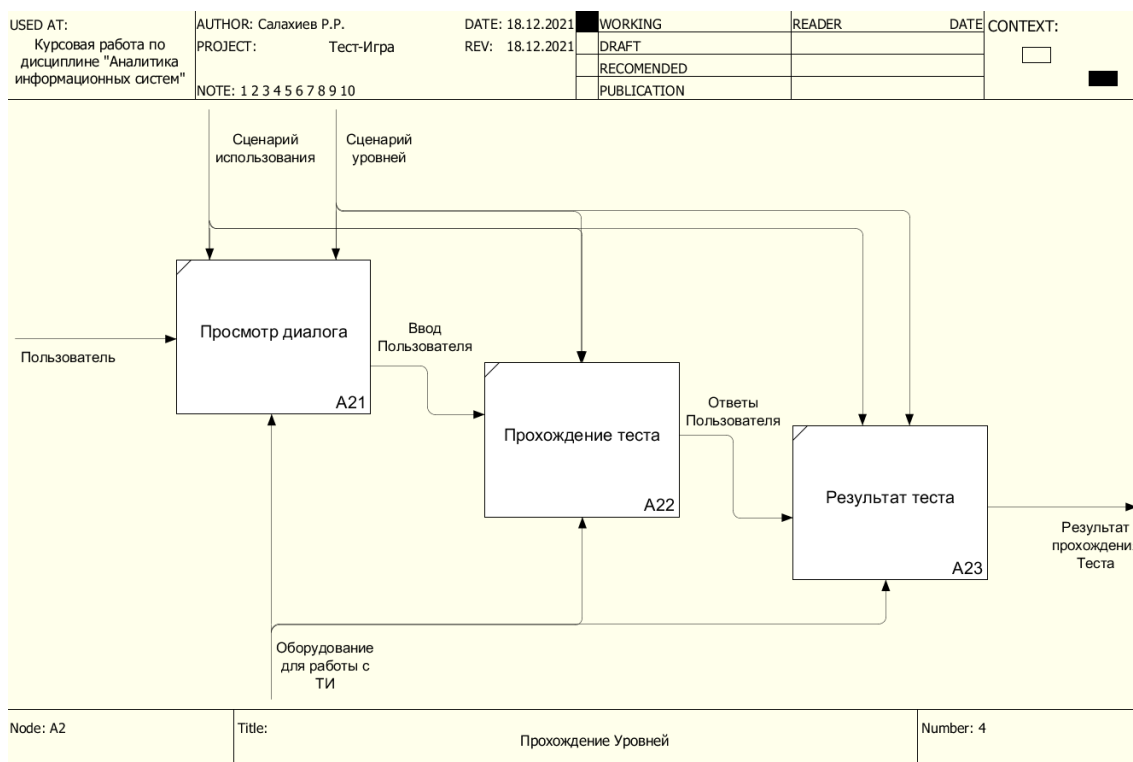 USED AT:
Курсовая работа по
дисциплине "Аналитика
информационных систем"
AUTHOR: Салахиев Р.Р.
DATE: 18.12.2021
PROJECT: Тест-Игра
REV: 18.12.2021
NOTE: 1 2 3 4 5 6 7 8 9 10
WORKING
DRAFT
RECOMENDED
PUBLICATION
READER
DATE
CONTEXT:
Сценарий
использования
Сценарий
уровней
Пользователь
Просмотр диалога
A21
Ввод
Пользователя
Прохождение теста
A22
Ответы
Пользователя
Результат теста
A23
Результат
прохождени
Теста
Оборудование
для работы с
ТИ
Node: A2
Title:
Прохождение Уровней
Number: 4